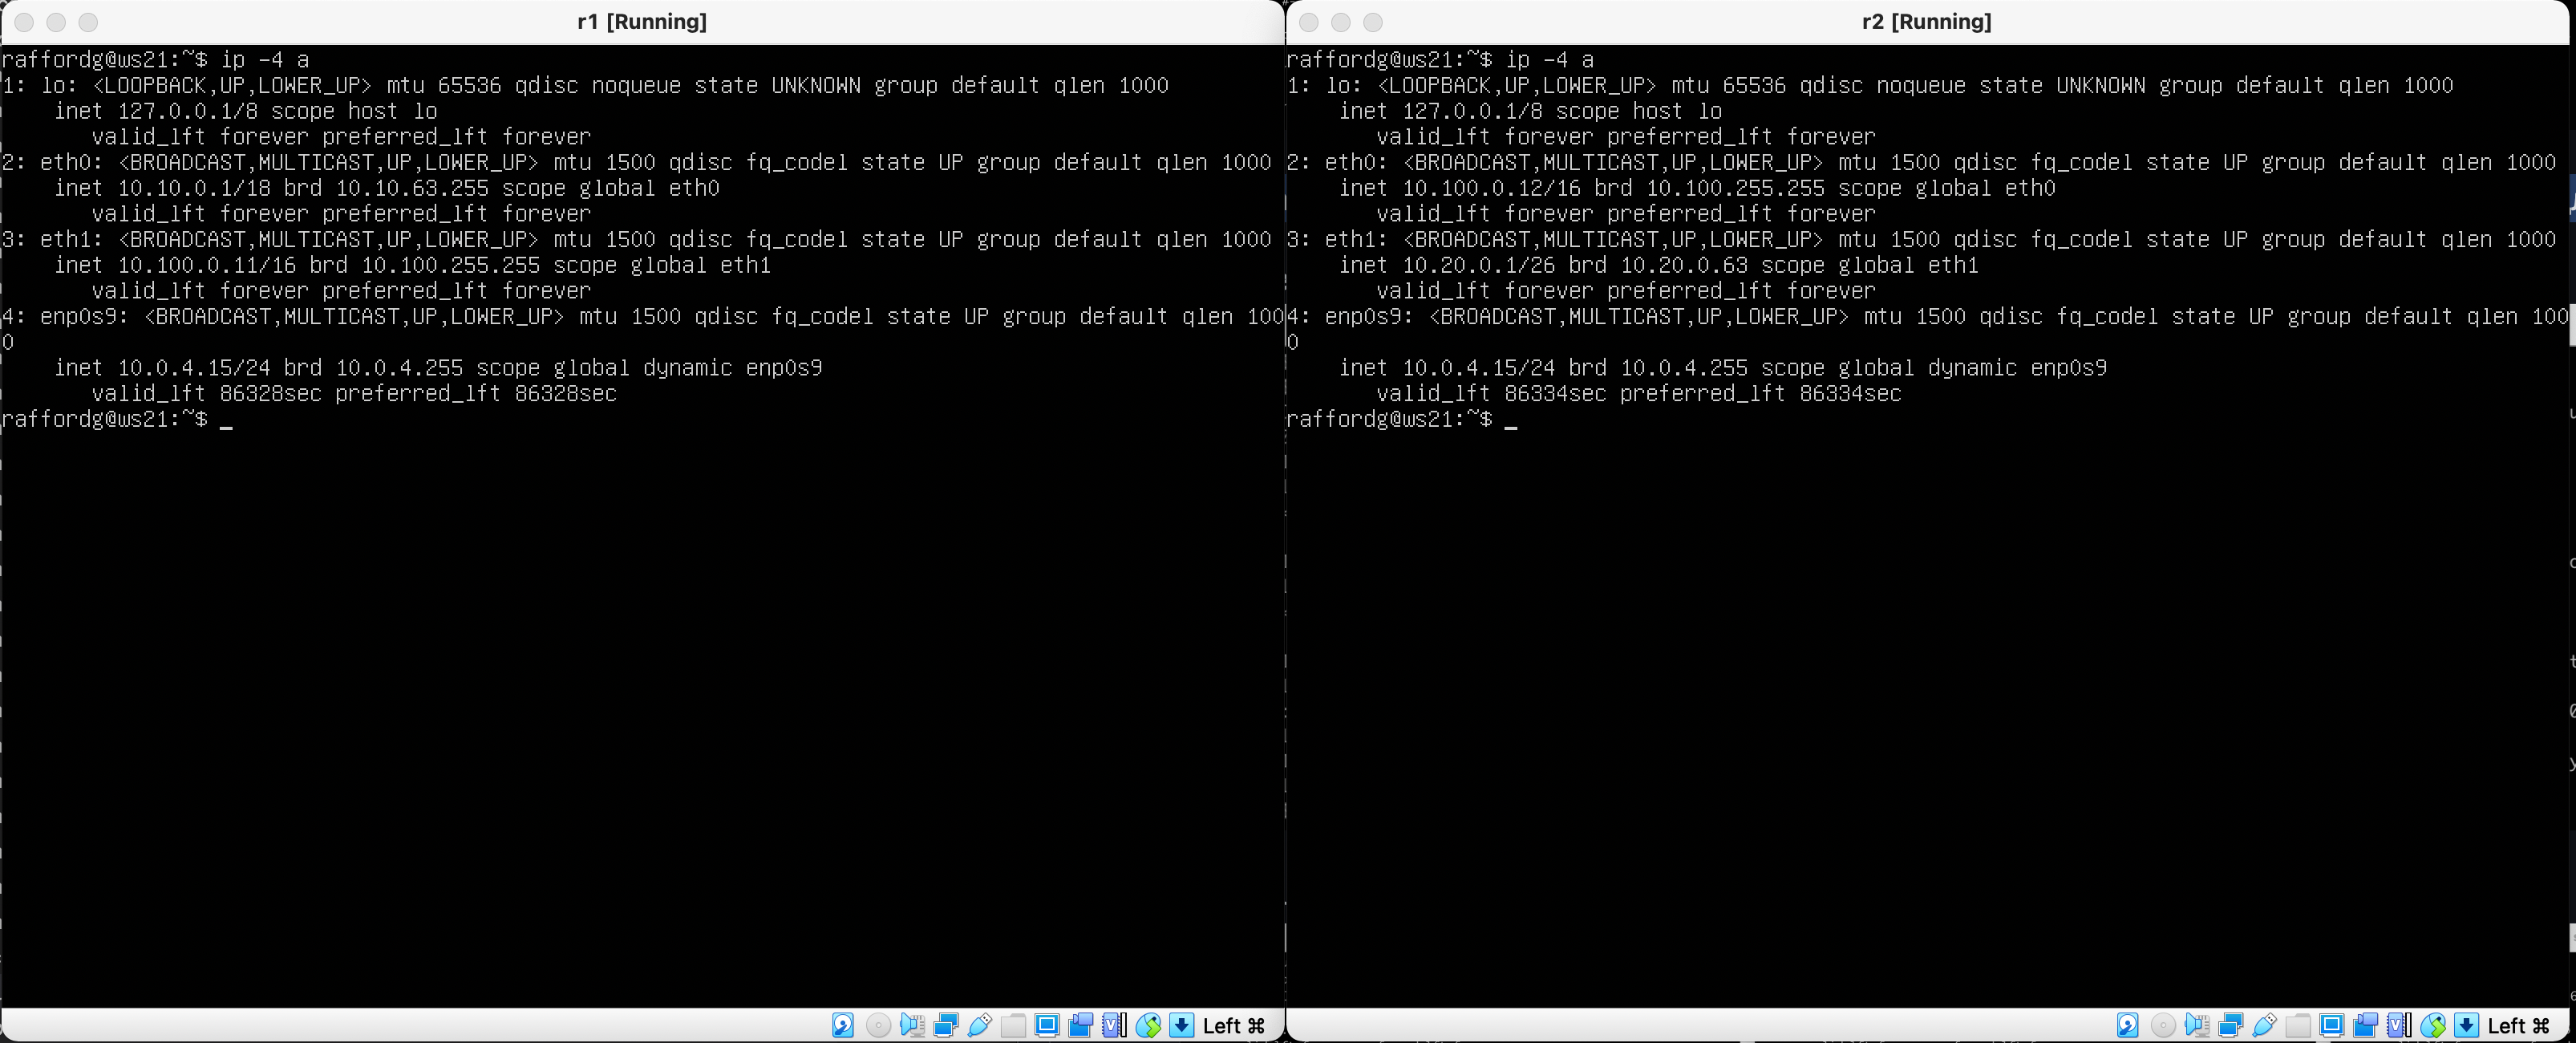 r1 [Running]
raffordg@ws21:~$ ip -4 a
1: lo: <LOOPBACK,UP,LOWER_UP> mtu 65536 qdisc noqueue state UNKNOWN group default qlen 1000
    inet 127.0.0.1/8 scope host lo
       valid_lft forever preferred_lft forever
2: eth0: <BROADCAST,MULTICAST,UP,LOWER_UP> mtu 1500 qdisc fq_codel state UP group default qlen 1000
    inet 10.10.0.1/18 brd 10.10.63.255 scope global eth0
       valid_lft forever preferred_lft forever
3: eth1: <BROADCAST,MULTICAST,UP,LOWER_UP> mtu 1500 qdisc fq_codel state UP group default qlen 1000
    inet 10.100.0.11/16 brd 10.100.255.255 scope global eth1
       valid_lft forever preferred_lft forever
4: enp0s9: <BROADCAST,MULTICAST,UP,LOWER_UP> mtu 1500 qdisc fq_codel state UP group default qlen 100
0
    inet 10.0.4.15/24 brd 10.0.4.255 scope global dynamic enp0s9
       valid_lft 86328sec preferred_lft 86328sec
raffordg@ws21:~$ _
Left ⌘
r2 [Running]
raffordg@ws21:~$ ip -4 a
1: lo: <LOOPBACK,UP,LOWER_UP> mtu 65536 qdisc noqueue state UNKNOWN group default qlen 1000
    inet 127.0.0.1/8 scope host lo
       valid_lft forever preferred_lft forever
2: eth0: <BROADCAST,MULTICAST,UP,LOWER_UP> mtu 1500 qdisc fq_codel state UP group default qlen 1000
    inet 10.100.0.12/16 brd 10.100.255.255 scope global eth0
       valid_lft forever preferred_lft forever
3: eth1: <BROADCAST,MULTICAST,UP,LOWER_UP> mtu 1500 qdisc fq_codel state UP group default qlen 1000
    inet 10.20.0.1/26 brd 10.20.0.63 scope global eth1
       valid_lft forever preferred_lft forever
4: enp0s9: <BROADCAST,MULTICAST,UP,LOWER_UP> mtu 1500 qdisc fq_codel state UP group default qlen 100
0
    inet 10.0.4.15/24 brd 10.0.4.255 scope global dynamic enp0s9
       valid_lft 86334sec preferred_lft 86334sec
raffordg@ws21:~$ _
Left ⌘